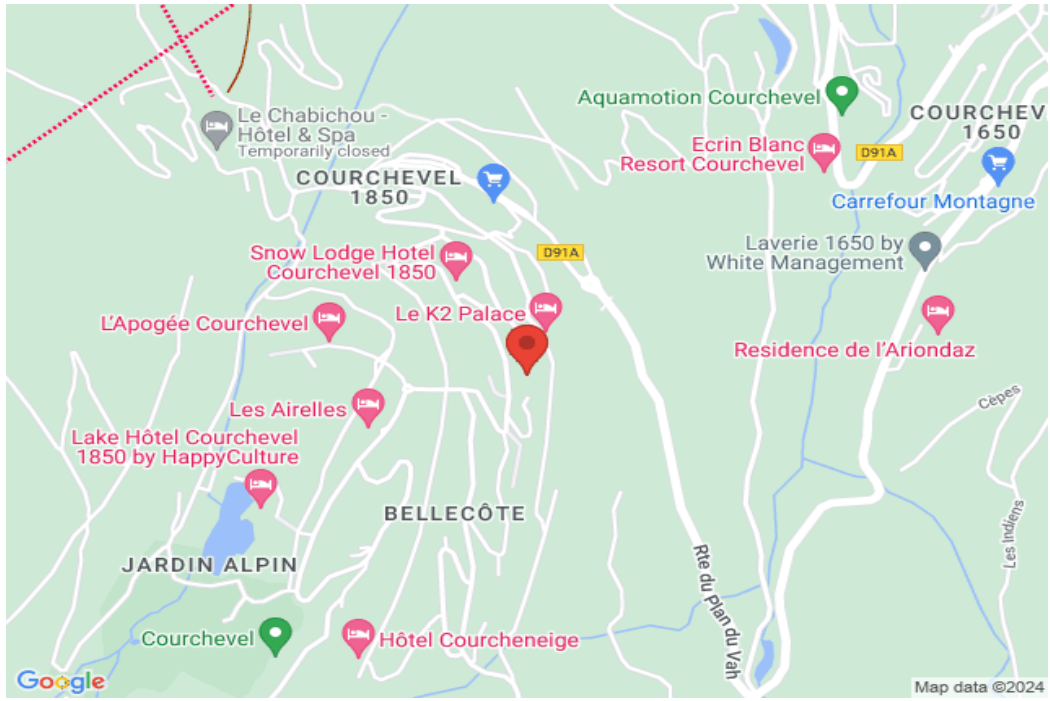 Le Chabichou -
Hôtel & Spa
Temporarily closed
Aquamotion Courchevel
COURCHEV
1650
Ecrin Blanc
Resort Courchevel
D91A
COURCHEVEL
1850
Carrefour Montagne
Snow Lodge Hotel
Courchevel 1850
D91A
Laverie 1650 by
White Management
L'Apogée Courchevel
Le K2 Palace
Residence de l'Ariondaz
Cèpes
Les Airelles
Lake Hôtel Courchevel
1850 by HappyCulture
BELLECÔTE
Les Indiens
JARDIN ALPIN
Rte du Plan du Vah
Courchevel
Hôtel Courcheneige
Google
Map data ©2024